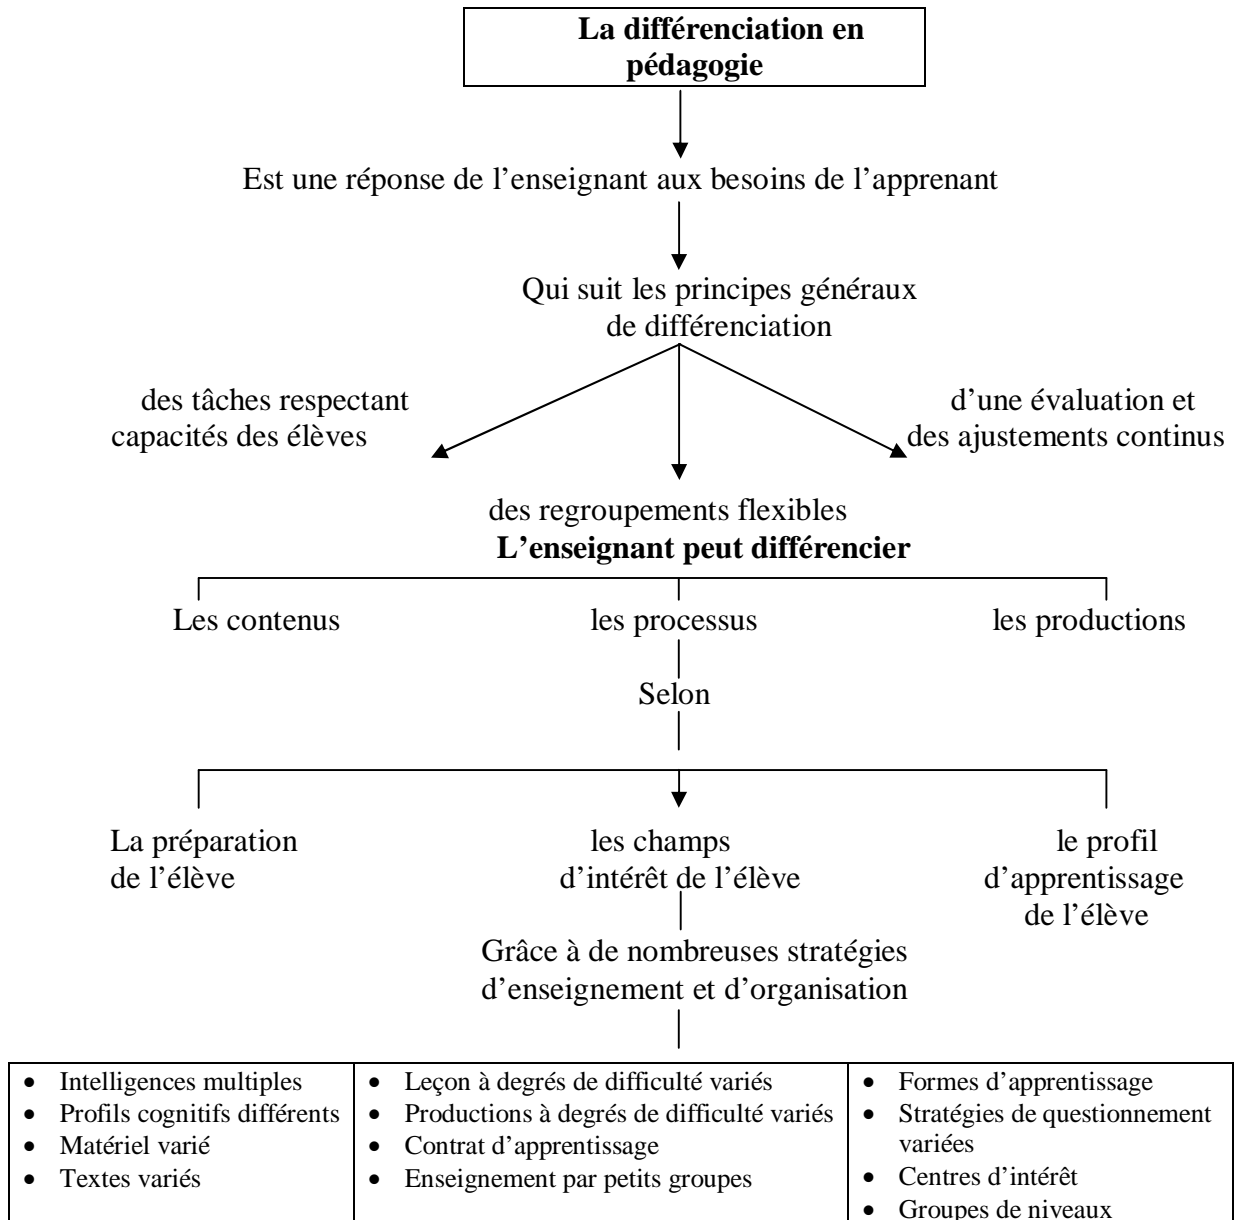 La différenciation en
pédagogie
Est une réponse de l’enseignant aux besoins de l’apprenant
Qui suit les principes généraux
de différenciation
des tâches respectant
capacités des élèves
d’une évaluation et
des ajustements continus
des regroupements flexibles
L’enseignant peut différencier
Les contenus
les processus
les productions
Selon
La préparation
de l’élève
les champs
d’intérêt de l’élève
le profil
d’apprentissage
de l’élève
Grâce à de nombreuses stratégies
d’enseignement et d’organisation
• Intelligences multiples
• Profils cognitifs différents
• Matériel varié
• Textes variés
• Leçon à degrés de difficulté variés
• Productions à degrés de difficulté variés
• Contrat d’apprentissage
• Enseignement par petits groupes
• Formes d’apprentissage
• Stratégies de questionnement
variées
• Centres d’intérêt
• Groupes de niveaux